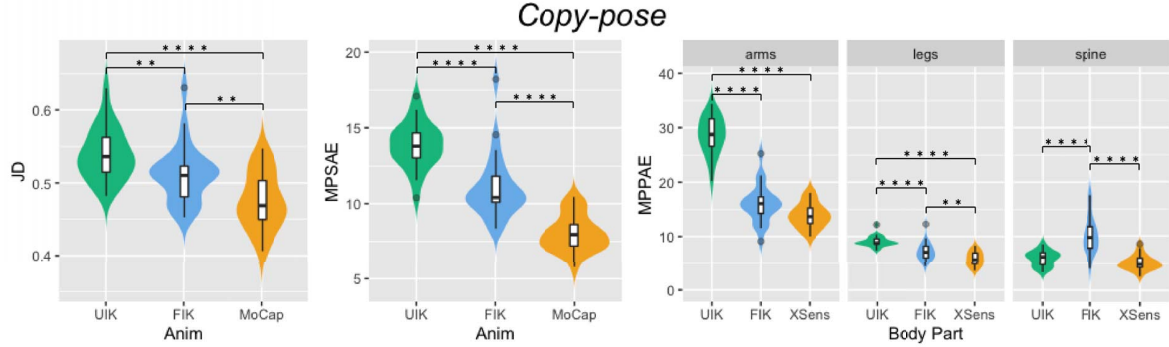 Copy-pose
JD
0.6
0.5
0.4
* * * *
* *
* *
UIK FIK MoCap
Anim
MPSAE
20
15
10
5
* * * *
* * * *
* * * *
UIK FIK MoCap
Anim
MPPAE
40
30
20
10
0
arms legs spine
* * * *
* * * *
* * * *
* * * *
* *
* * * *
* * * *
UIK FIK XSens UIK FIK XSens UIK FIK XSens
Body Part